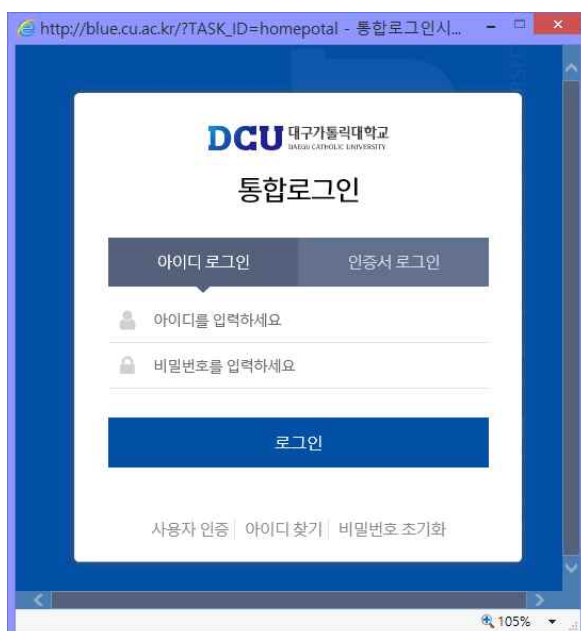 http://blue.cu.ac.kr/?TASK_ID=homepotal - 통합로그인시...
DCU 대구가톨릭대학교
DAEGU CATHOLIC UNIVERSITY
통합로그인
아이디 로그인 인증서 로그인
아이디를 입력하세요
비밀번호를 입력하세요
로그인
사용자 인증 아이디 찾기 비밀번호 초기화
105%